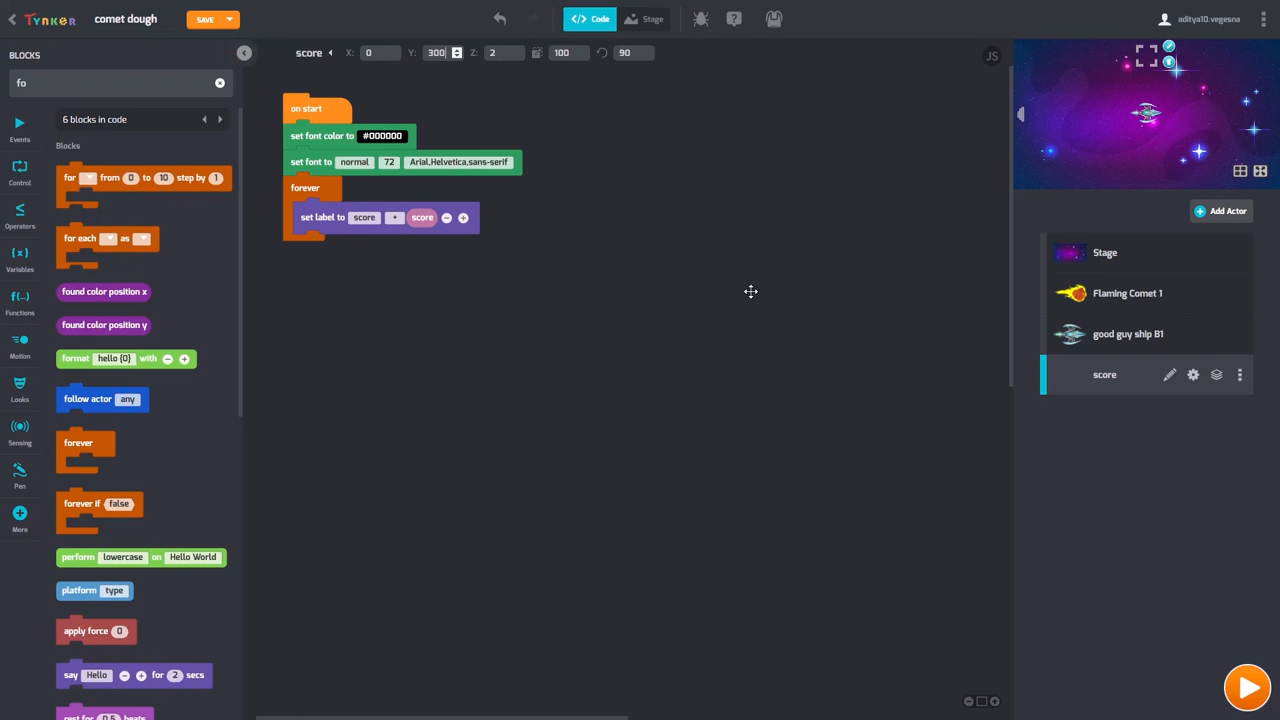 Tynker
comet dough
SAVE
Code
Stage
aditya10.vegesna
BLOCKS
fo
6 blocks in code
Blocks
Events
Control
Operators
Variables
Functions
Motion
Looks
Sensing
Pen
More
for from 0 to 10 step by 1
for each as
found color position x
found color position y
format hello {0} with
follow actor any
forever
forever if false
perform lowercase on Hello World
platform type
apply force 0
say Hello for 2 secs
rest for 0.5 beats
score X: 0 Y: 300 Z: 2 100 90
JS
on start
set font color to #000000
set font to normal 72 Arial,Helvetica,sans-serif
forever
set label to score + score
Add Actor
Stage
Flaming Comet 1
good guy ship B1
score